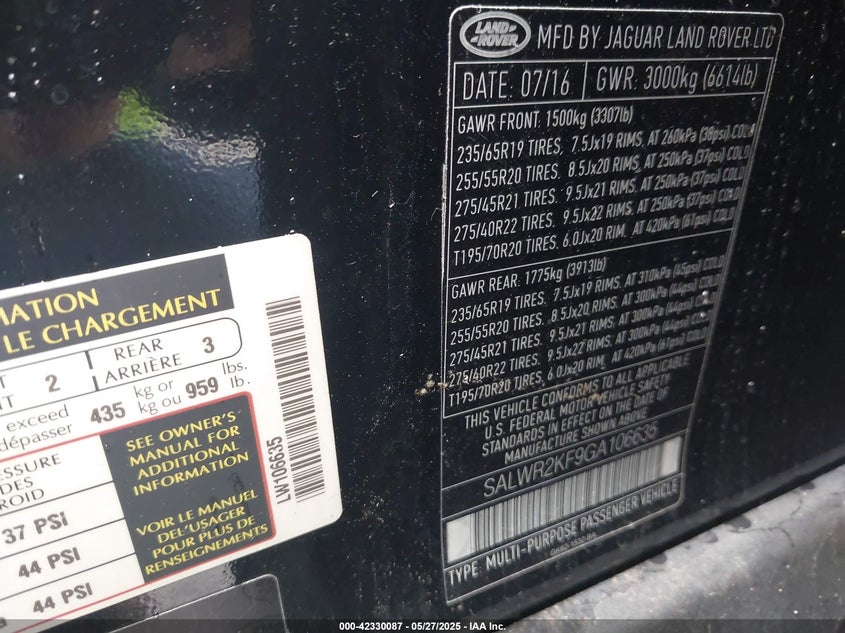 MATION
LE CHARGEMENT
2
REAR
ARRIÈRE
3
exceed
dépasser
435
kg or
kg ou
959
lbs.
lb.
SEE OWNER'S
MANUAL FOR
ADDITIONAL
INFORMATION
VOIR LE MANUEL
DEL'USAGER
POUR PLUS DE
RENSEIGNEMENTS
37 PSI
44 PSI
44 PSI
LW106635
LAND
ROVER
MFD BY JAGUAR LAND ROVER LTD
DATE: 07/16 GWR: 3000kg (6614lb)
GAWR FRONT: 1500kg (3307lb)
235/65R19 TIRES, 7.5Jx19 RIMS, AT 260kPa (38psi) COLD
255/55R20 TIRES, 8.5Jx20 RIMS, AT 250kPa (37psi) COLD
275/45R21 TIRES, 9.5Jx21 RIMS, AT 250kPa (37psi) COLD
275/40R22 TIRES, 9.5Jx22 RIMS, AT 250kPa (37psi) COLD
T195/70R20 TIRES, 6.0Jx20 RIM, AT 420kPa (61psi) COLD
GAWR REAR: 1775kg (3913lb)
235/65R19 TIRES, 7.5Jx19 RIMS, AT 310kPa (45psi) COLD
255/55R20 TIRES, 8.5Jx20 RIMS, AT 300kPa (44psi) COLD
275/45R21 TIRES, 9.5Jx21 RIMS, AT 300kPa (44psi) COLD
275/40R22 TIRES, 9.5Jx22 RIMS, AT 300kPa (44psi) COLD
T195/70R20 TIRES, 6.0Jx20 RIM, AT 420kPa (61psi) COLD
THIS VEHICLE CONFORMS TO ALL APPLICABLE
U.S. FEDERAL MOTOR VEHICLE SAFETY
STANDARDS IN EFFECT ON THE DATE OF
MANUFACTURE SHOWN ABOVE
SALWR2KF9GA106635
TYPE: MULTI-PURPOSE PASSENGER VEHICLE
000-42330087 - 05/27/2025 - IAA Inc.